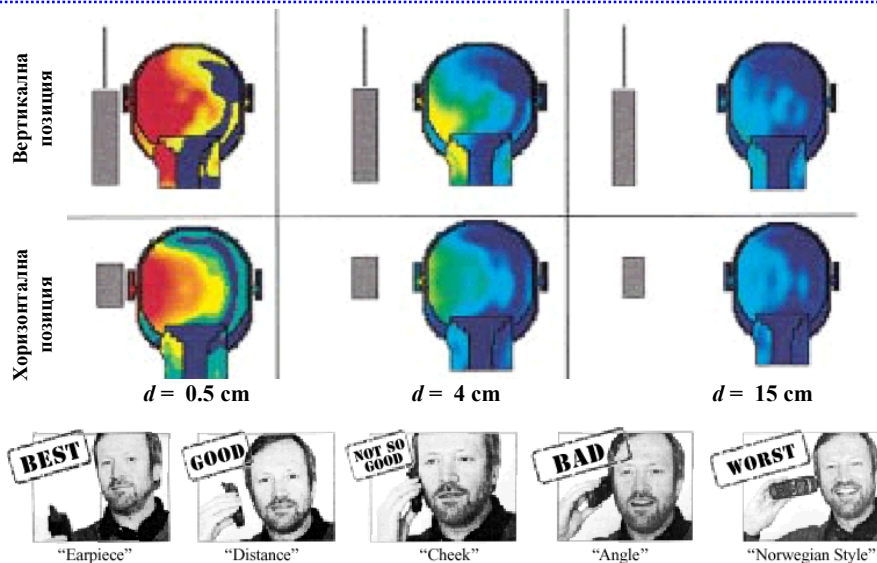 Вертикална
позиция
Хоризонтална
позиция
d = 0.5 cm
d = 4 cm
d = 15 cm
BEST
GOOD
NOT SO
GOOD
BAD
WORST
“Earpiece”
“Distance”
“Cheek”
“Angle”
“Norwegian Style”